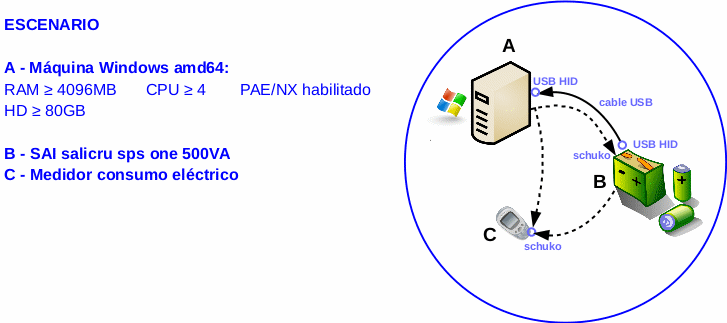 ESCENARIO
A - Máquina Windows amd64:
RAM ≥ 4096MB CPU ≥ 4 PAE/NX habilitado
HD ≥ 80GB
B - SAI salicru sps one 500VA
C - Medidor consumo eléctrico
A
USB HID
cable USB
USB HID
schuko
B
C
schuko